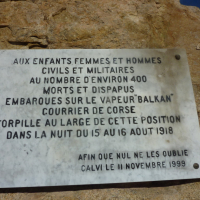 AUX ENFANTS FEMMES ET HOMMES
CIVILS ET MILITAIRES
AU NOMBRE D'ENVIRON 400
MORTS ET DISPARUS
EMBARQUES SUR LE VAPEUR "BALKAN"
COURRIER DE CORSE
TORPILLE AU LARGE DE CETTE POSITION
DANS LA NUIT DU 15 AU 16 AOUT 1918
AFIN QUE NUL NE LES OUBLIE
CALVI LE 11 NOVEMBRE 1999